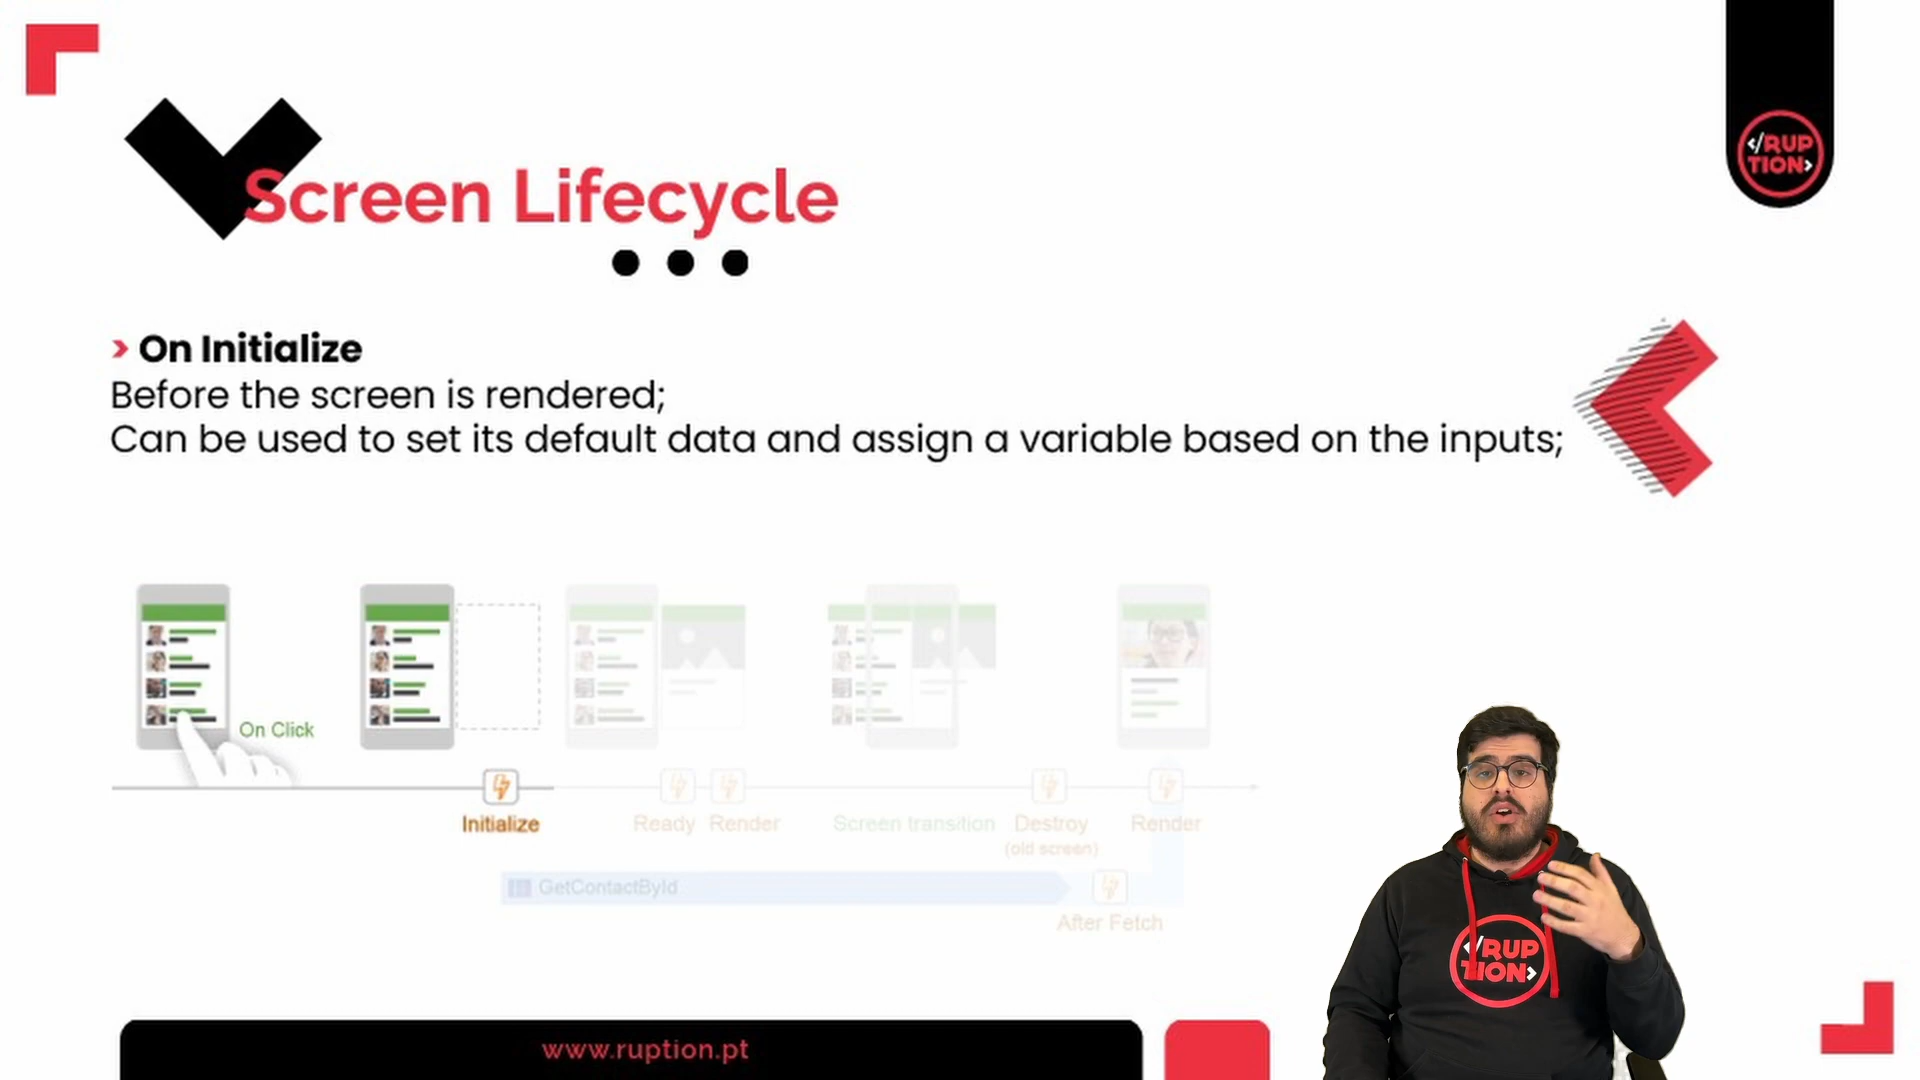 </RUP
TION>
Screen Lifecycle
> On Initialize
Before the screen is rendered;
Can be used to set its default data and assign a variable based on the inputs;
On Click
Initialize
Ready
Render
Screen transition
Destroy
(old screen)
Render
GetContactById
After Fetch
</RUP
TION>
www.ruption.pt